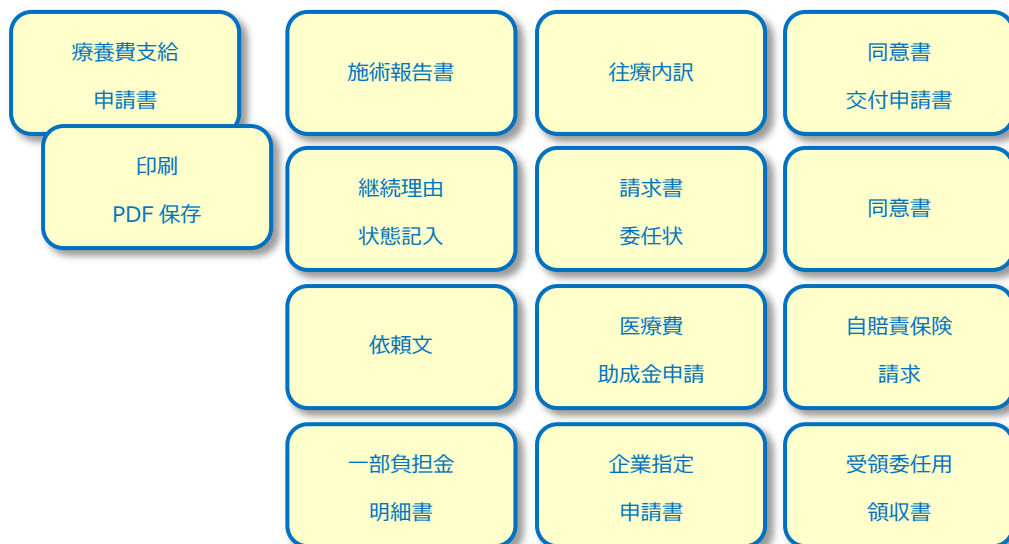 療養費支給
申請書
印刷
PDF 保存
施術報告書
往療内訳
同意書
交付申請書
継続理由
状態記入
請求書
委任状
同意書
依頼文
医療費
助成金申請
自賠責保険
請求
一部負担金
明細書
企業指定
申請書
受領委任用
領収書